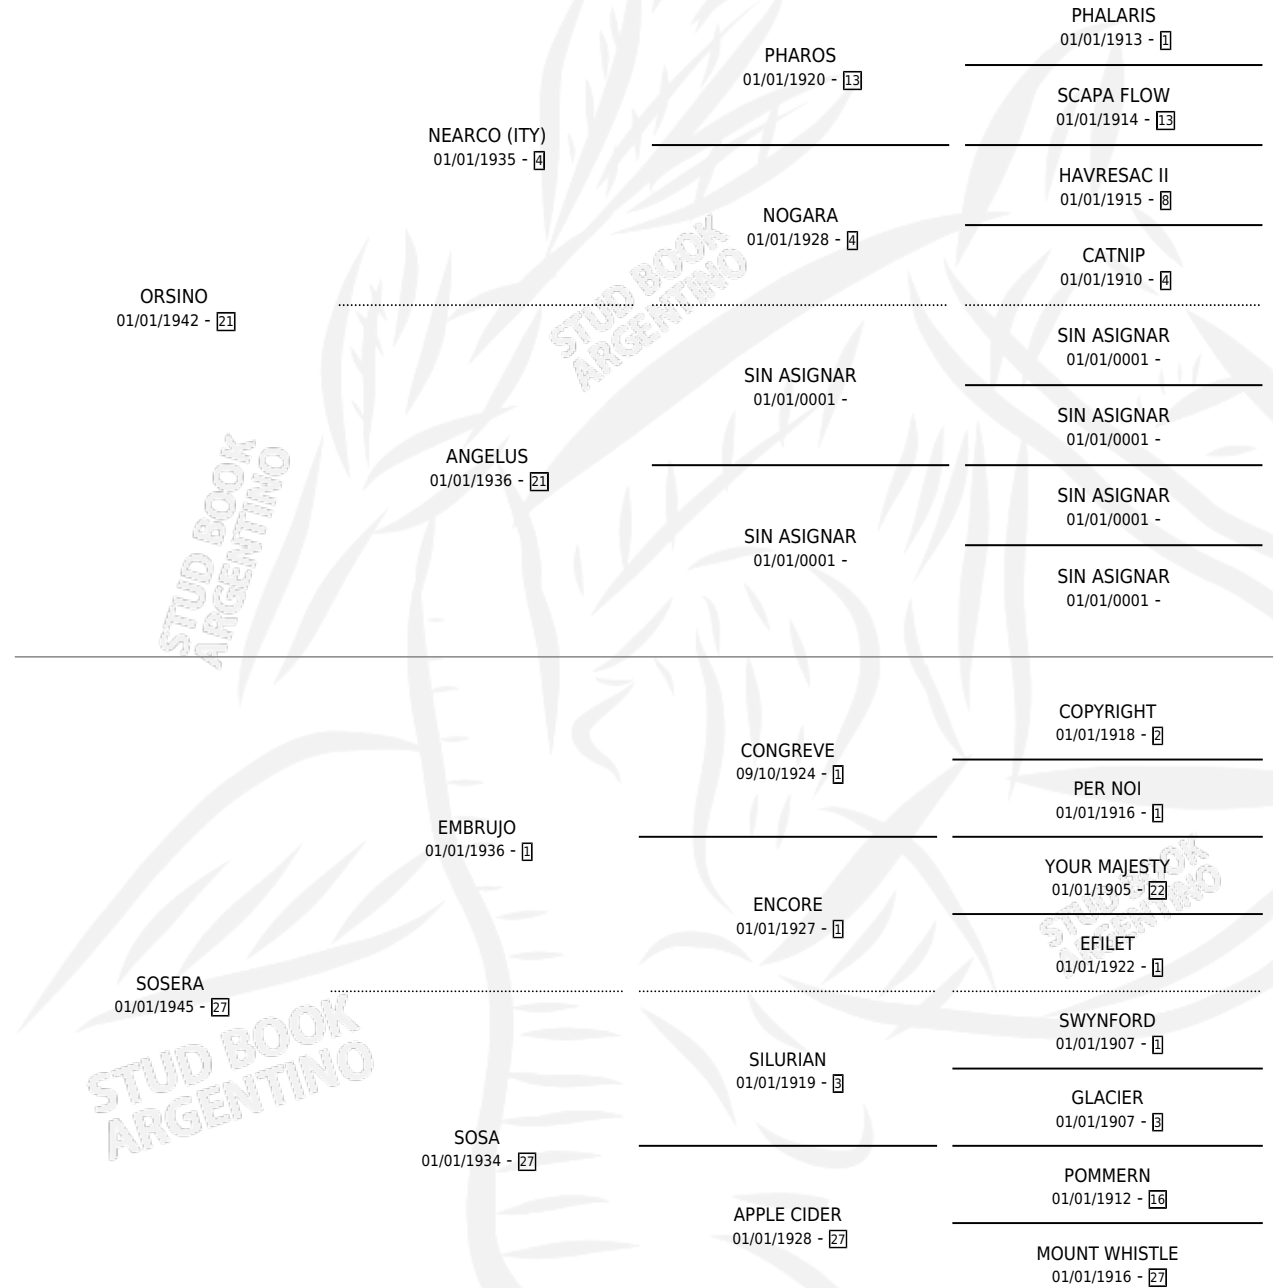 PHALARIS
01/01/1913 - 1
PHAROS
01/01/1920 - 13
SCAPA FLOW
01/01/1914 - 13
NEARCO (ITY)
01/01/1935 - 4
HAVRESAC II
01/01/1915 - 8
NOGARA
01/01/1928 - 4
CATNIP
01/01/1910 - 4
ORSINO
01/01/1942 - 21
SIN ASIGNAR
01/01/0001 -
SIN ASIGNAR
01/01/0001 -
SIN ASIGNAR
01/01/0001 -
ANGELUS
01/01/1936 - 21
SIN ASIGNAR
01/01/0001 -
SIN ASIGNAR
01/01/0001 -
SIN ASIGNAR
01/01/0001 -
STUD BOOK
ARGENTINO
STUD BOOK
ARGENTINO
COPYRIGHT
01/01/1918 - 2
CONGREVE
09/10/1924 - 1
PER NOI
01/01/1916 - 1
EMBRUJO
01/01/1936 - 1
YOUR MAJESTY
01/01/1905 - 22
ENCORE
01/01/1927 - 1
EFILET
01/01/1922 - 1
SOSERA
01/01/1945 - 27
SWYNFORD
01/01/1907 - 1
SILURIAN
01/01/1919 - 3
GLACIER
01/01/1907 - 3
SOSA
01/01/1934 - 27
POMMERN
01/01/1912 - 16
APPLE CIDER
01/01/1928 - 27
MOUNT WHISTLE
01/01/1916 - 27
STUD BOOK
ARGENTINO
STUD BOOK
ARGENTINO